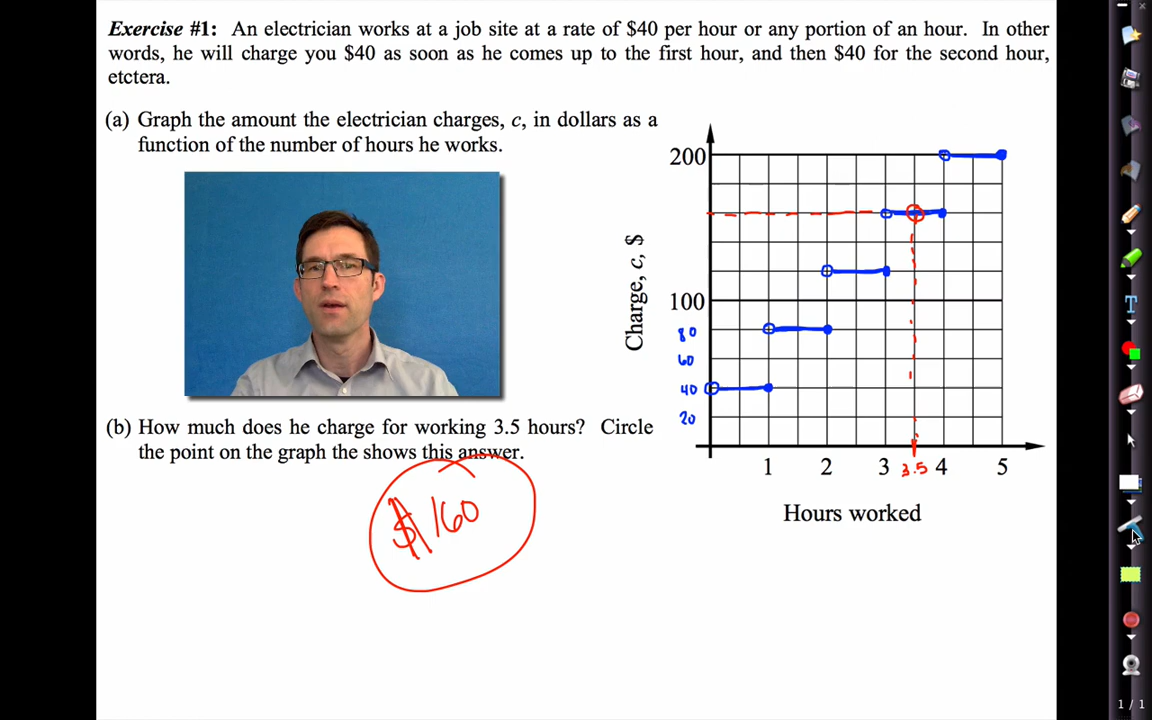 Exercise #1: An electrician works at a job site at a rate of $40 per hour or any portion of an hour. In other
words, he will charge you $40 as soon as he comes up to the first hour, and then $40 for the second hour,
etctera.
(a) Graph the amount the electrician charges, c, in dollars as a
function of the number of hours he works.
(b) How much does he charge for working 3.5 hours? Circle
the point on the graph the shows this answer.
$160
Charge, c, $
200
100
80
60
40
20
1 2 3 3.5 4 5
Hours worked
T
1 / 1